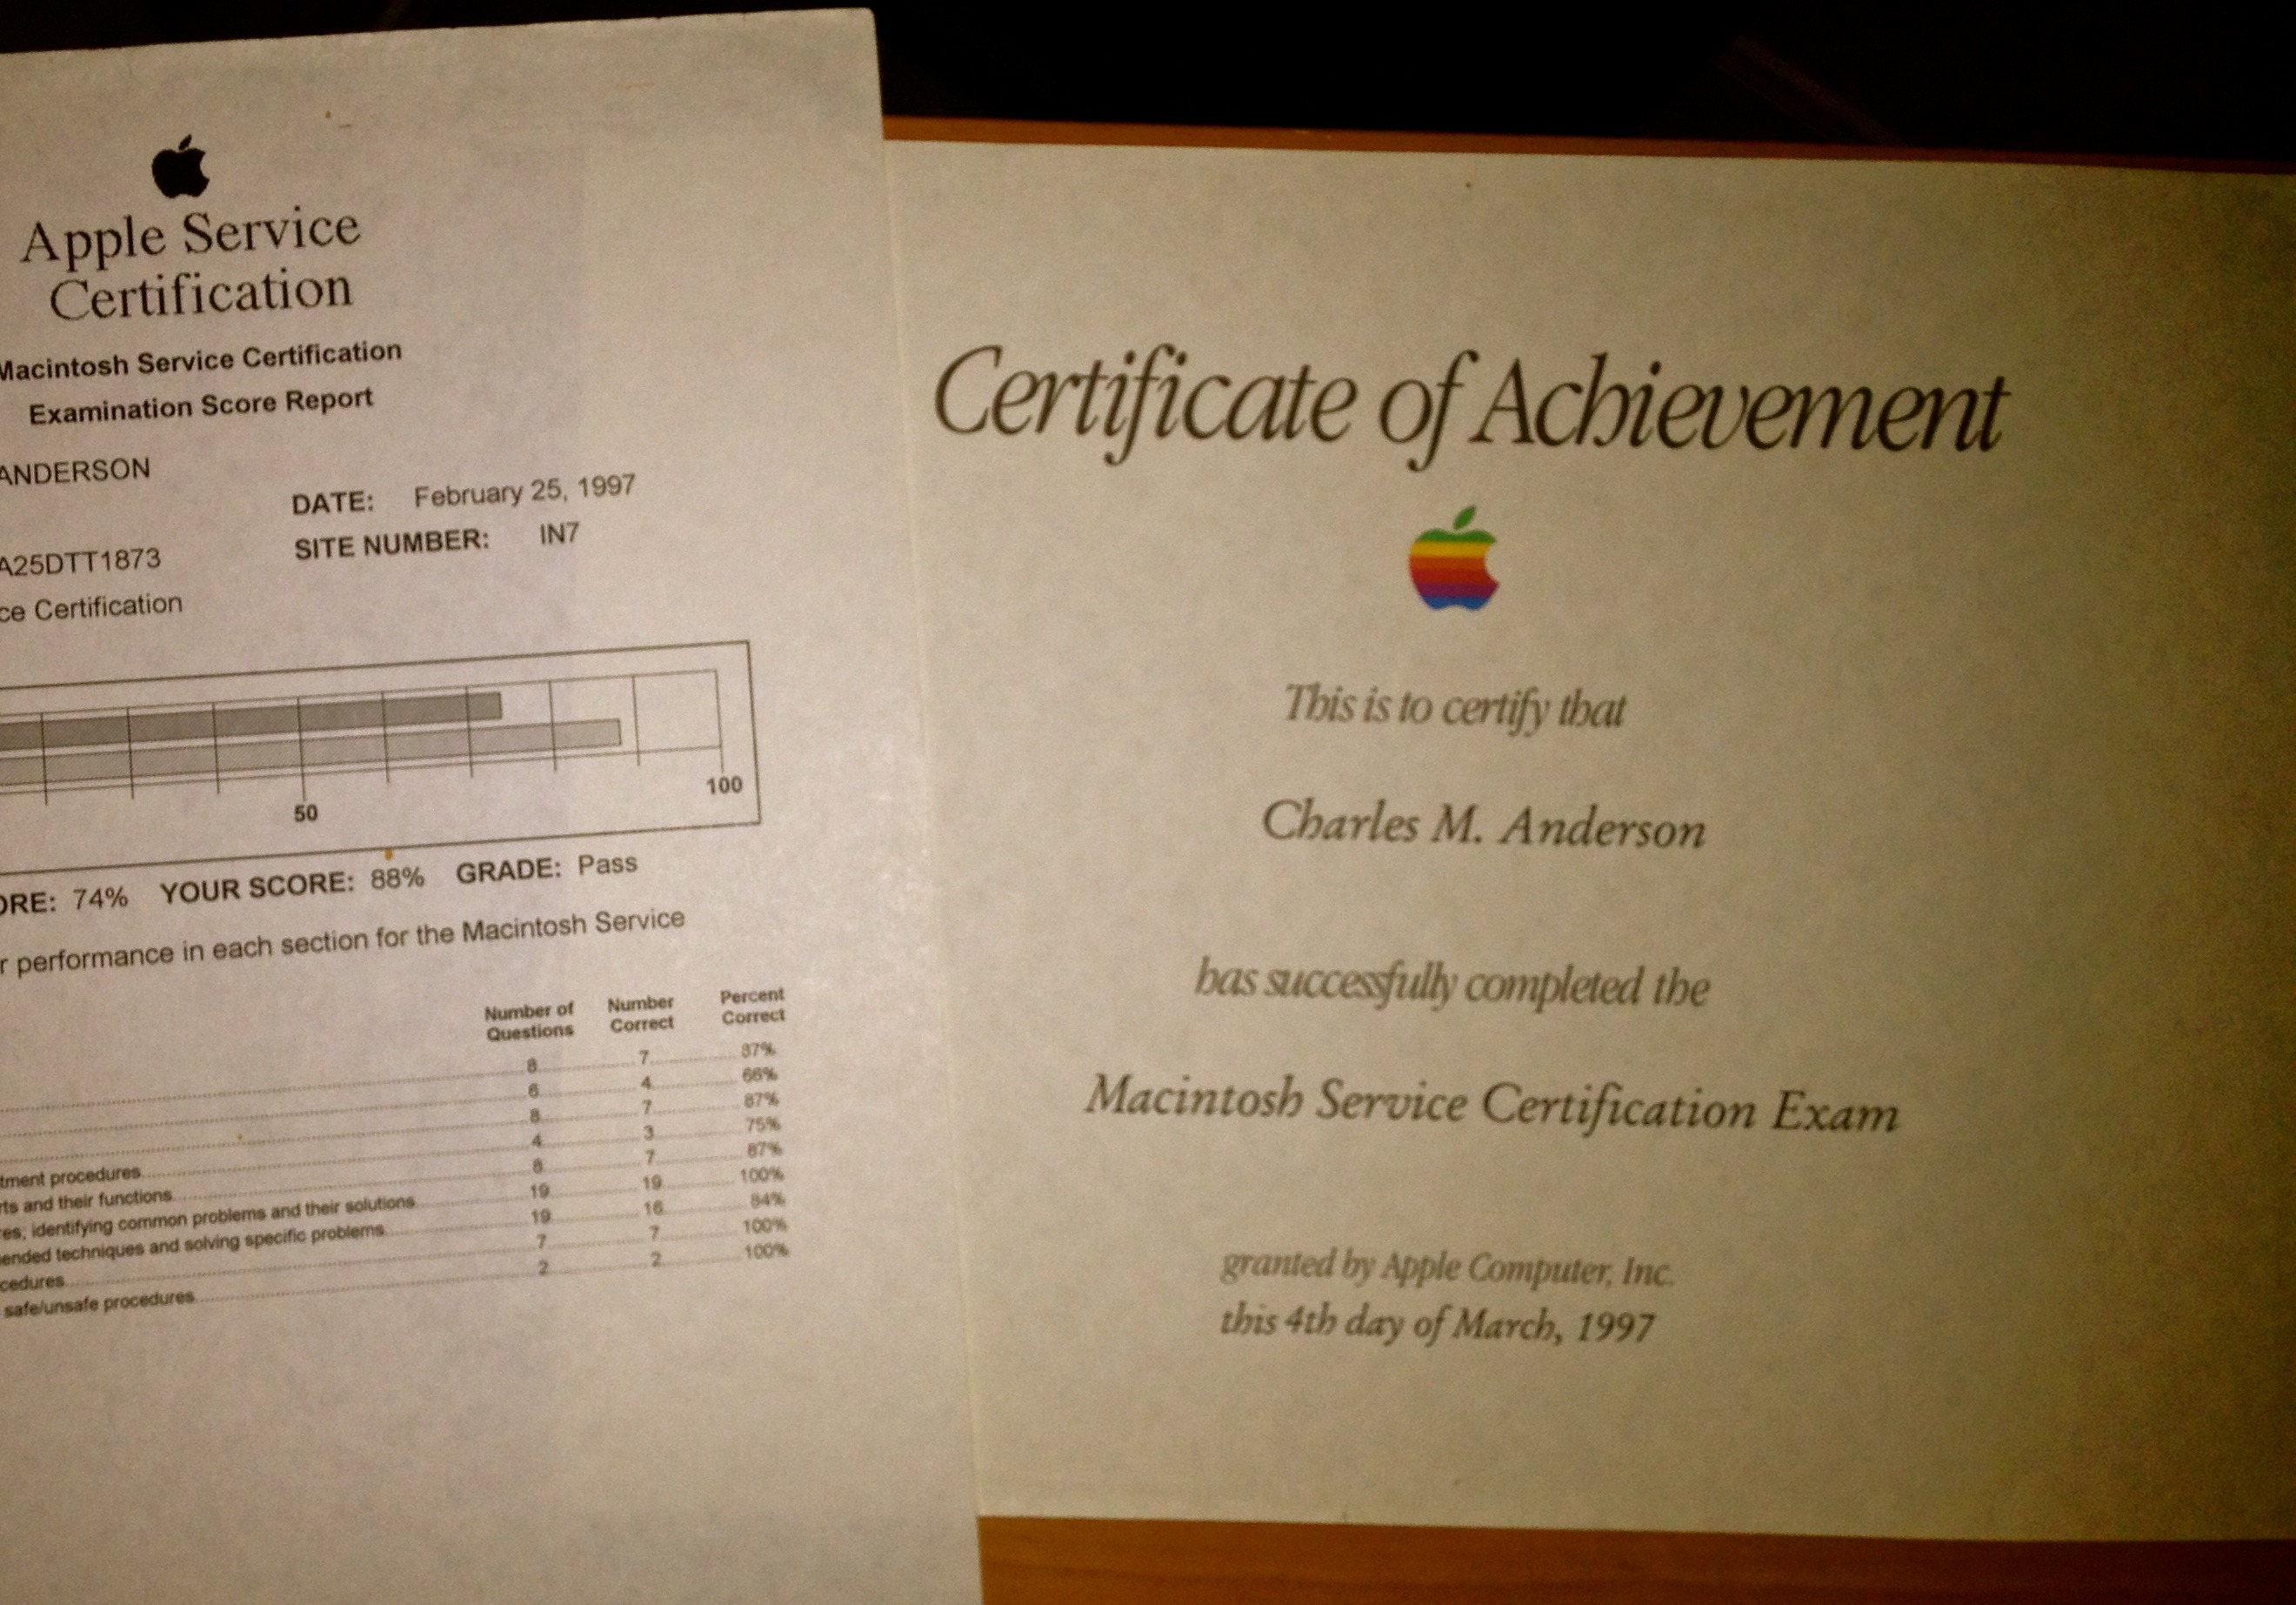 Apple Service
Certification
Macintosh Service Certification
Examination Score Report
ANDERSON
DATE: February 25, 1997
A25DTT1873
SITE NUMBER: IN7
ce Certification
50
100
ORE: 74% YOUR SCORE: 88% GRADE: Pass
r performance in each section for the Macintosh Service
Number of Questions
Number Correct
Percent Correct
8 7 87%
6 4 66%
8 7 87%
tment procedures 4 3 75%
rts and their functions 8 7 87%
res; identifying common problems and their solutions 19 19 100%
ended techniques and solving specific problems 19 16 84%
cedures 7 7 100%
safe/unsafe procedures 2 2 100%
Certificate of Achievement
This is to certify that
Charles M. Anderson
has successfully completed the
Macintosh Service Certification Exam
granted by Apple Computer, Inc.
this 4th day of March, 1997